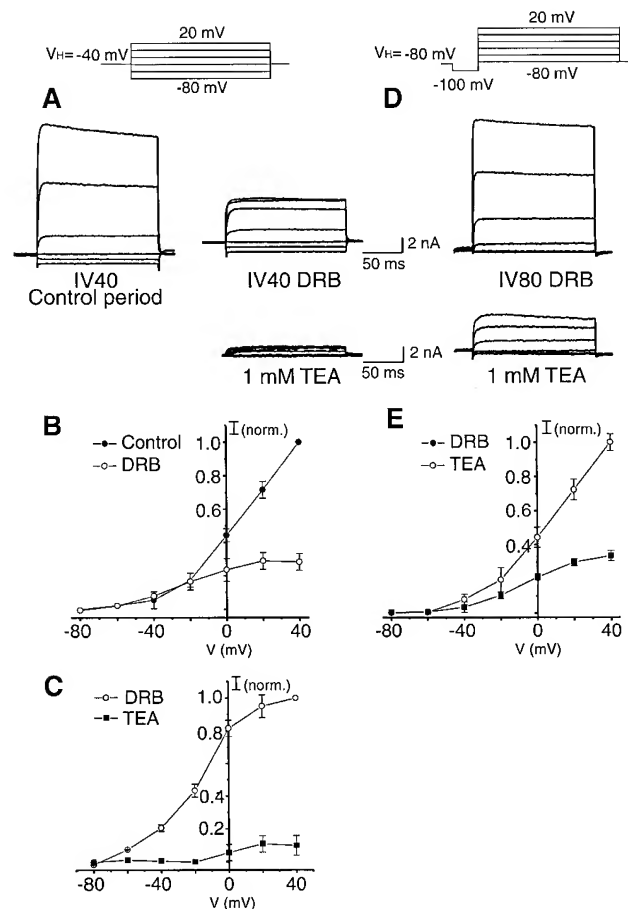 20 mV
VH= -40 mV
-80 mV
20 mV
VH= -80 mV
-100 mV
-80 mV
A
IV40
Control period
IV40 DRB
2 nA
50 ms
1 mM TEA
2 nA
50 ms
D
IV80 DRB
1 mM TEA
B
Control
DRB
I (norm.)
1.0
0.8
0.6
-80
-40
0
40
V (mV)
E
DRB
TEA
I (norm.)
1.0
0.8
0.4
-80
-40
0
40
V (mV)
C
DRB
TEA
I (norm.)
1.0
0.8
0.4
0.2
-80
-40
0
40
V (mV)